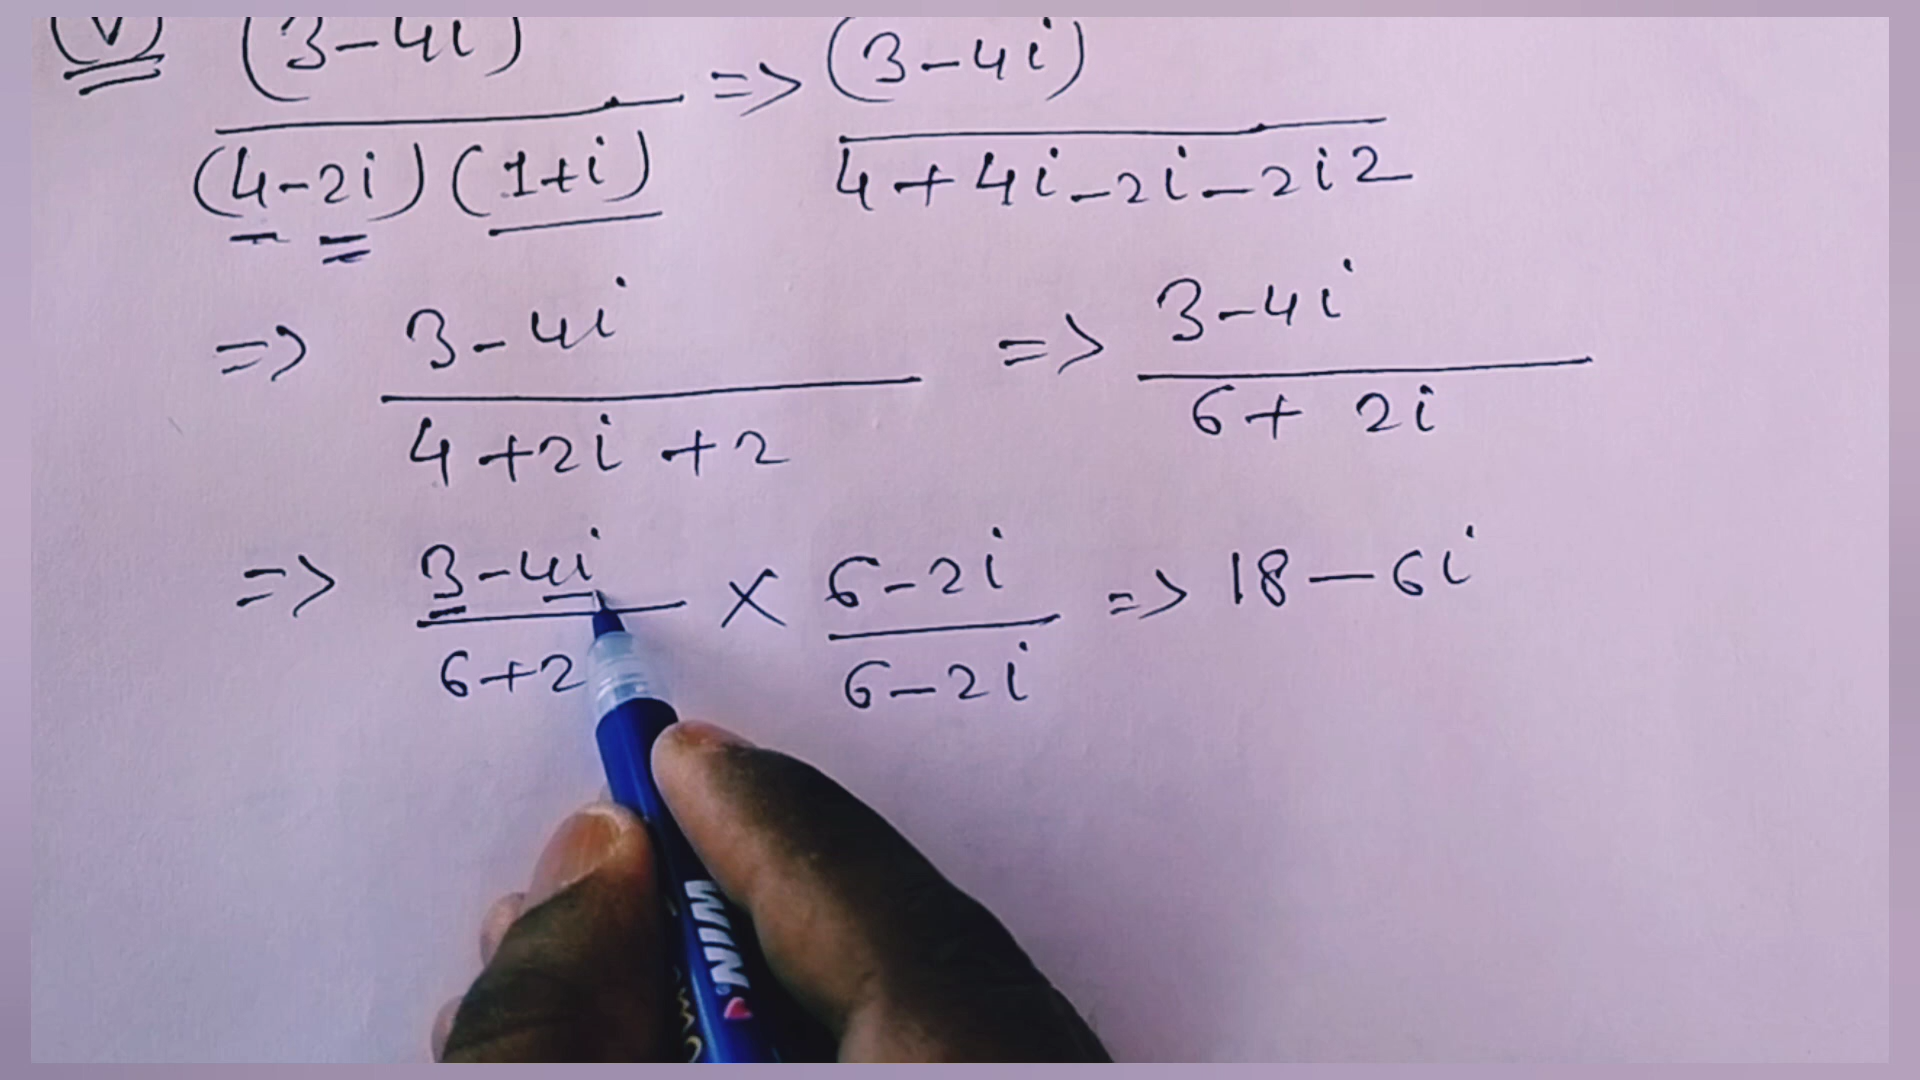 (V) (3-4i) => (3-4i)
(4-2i)(1+i) 4+4i-2i-2i2
=> 3-4i => 3-4i
4+2i+2 6+2i
=> 3-4i × 6-2i => 18-6i
6+2 6-2i
WIN